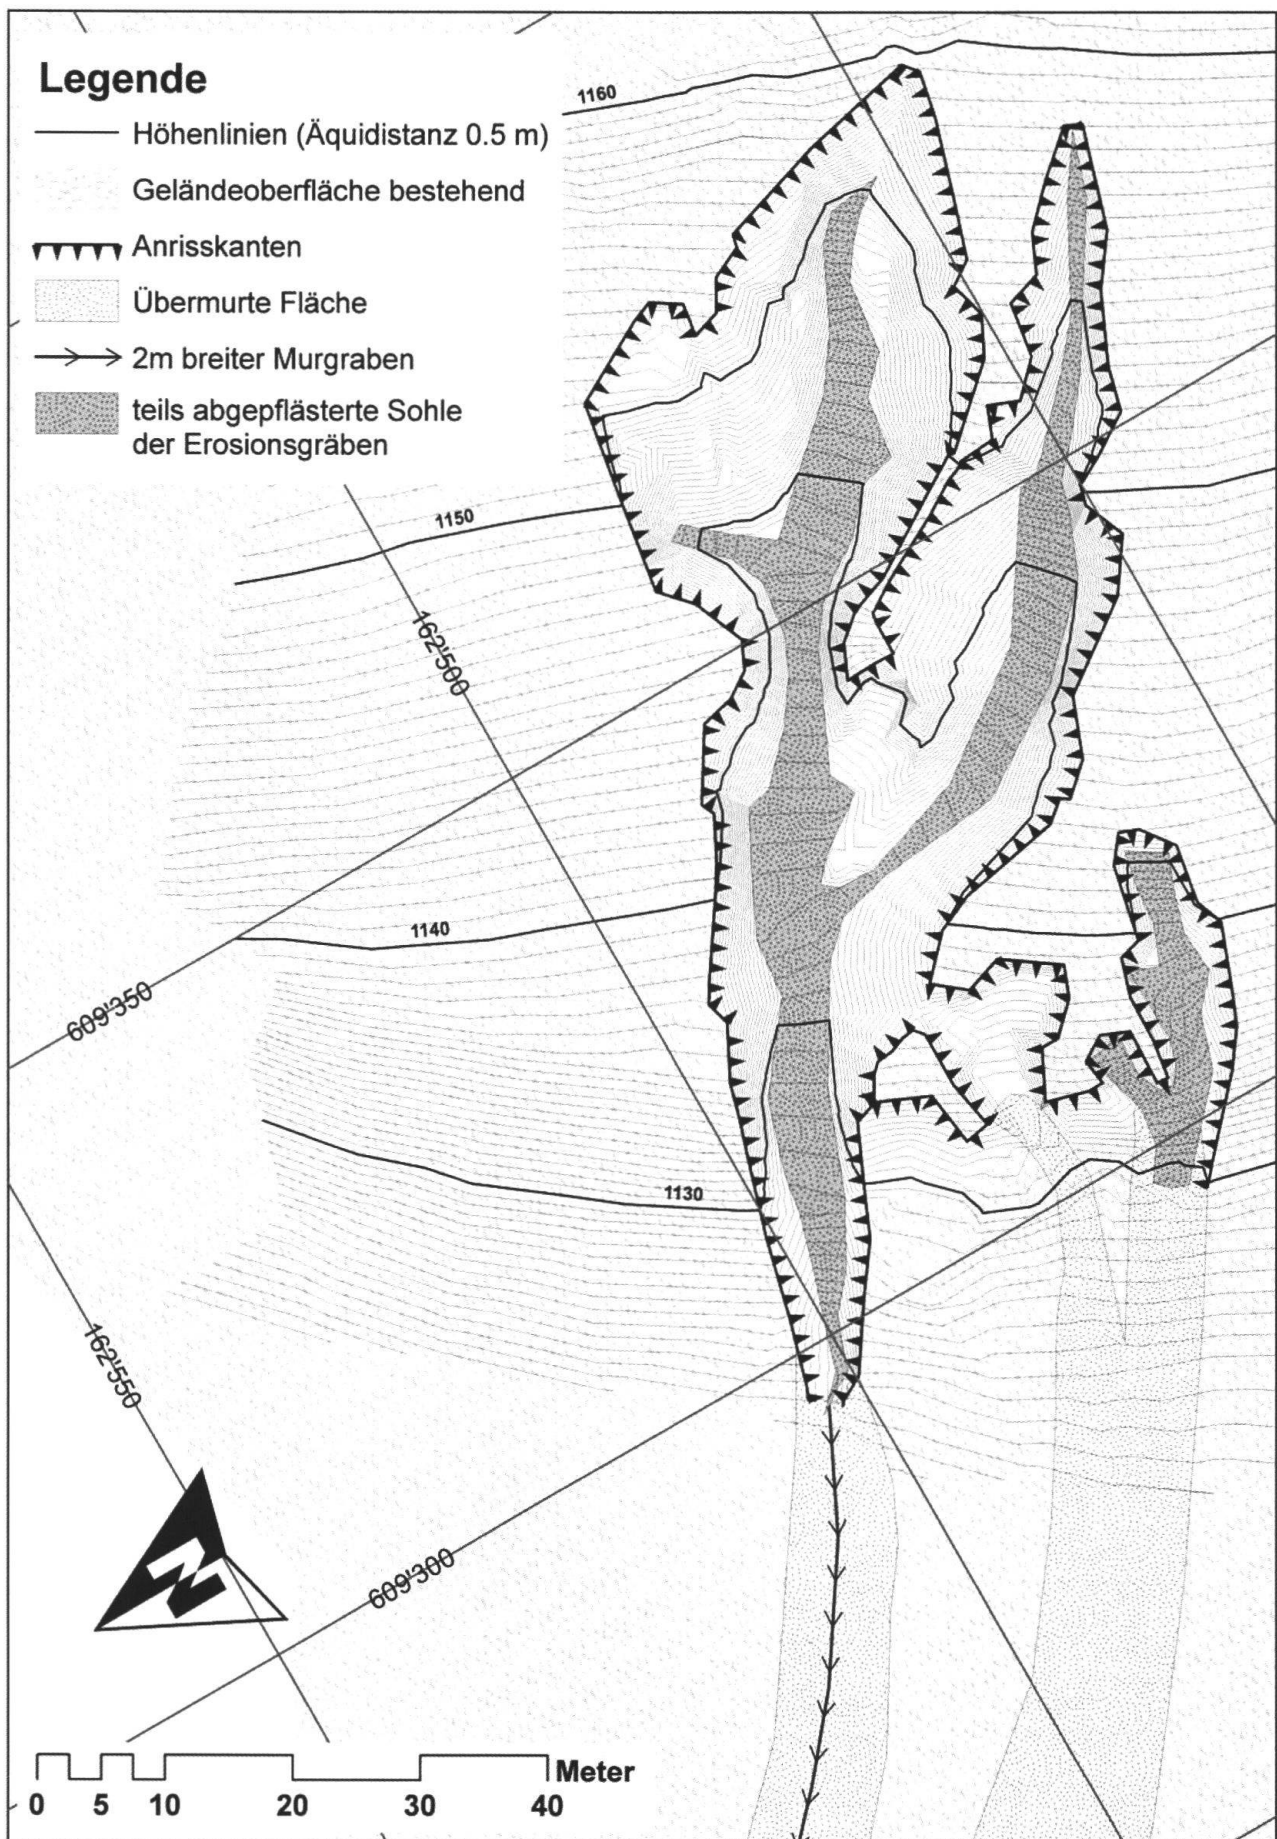 Legende
Höhenlinien (Äquidistanz 0.5 m)
Geländeoberfläche bestehend
Anrisskanten
Übermurte Fläche
2m breiter Murgraben
teils abgepflästerte Sohle
der Erosionsgräben
1160
1150
162'500
1140
609'350
1130
162'550
609'300
N
Meter
0 5 10 20 30 40